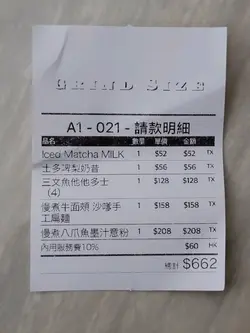 GRIND SIZE
A1 - 021 - 請款明細
品名 數量 單價 金額
Iced Matcha MILK 1 $52 $52 TX
士多啤梨奶昔 1 $56 $56 TX
三文魚他他多士 1 $128 $128 TX
（4）
慢煮牛面頰 沙嗲手 1 $158 $158 TX
工扁麵
慢煮八爪魚墨汁意粉 1 $208 $208 TX
內用服務費10% $60
總計 $662